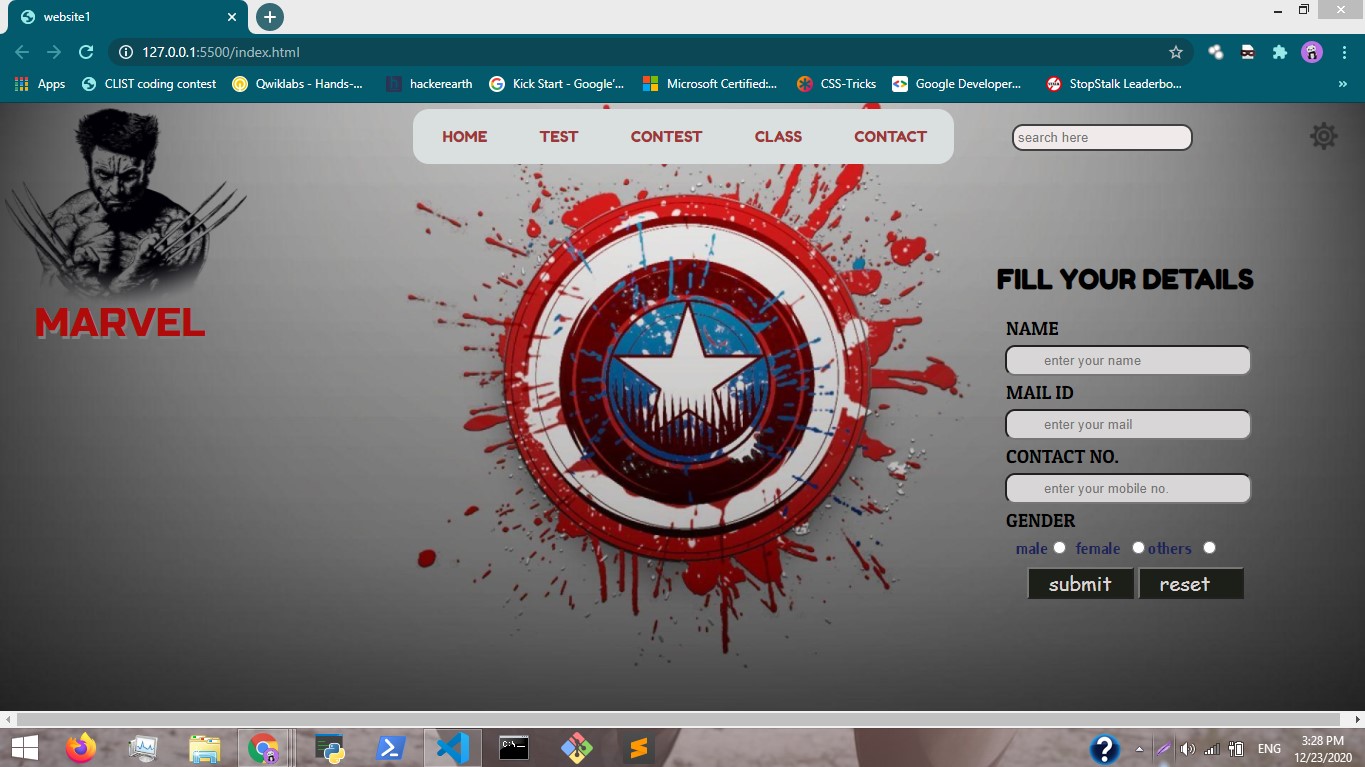 website1
127.0.0.1:5500/index.html
Apps CLIST coding contest Qwiklabs - Hands-... hackerearth Kick Start - Google'... Microsoft Certified:... CSS-Tricks Google Developer... StopStalk Leaderbo... »
HOME TEST CONTEST CLASS CONTACT search here
MARVEL
FILL YOUR DETAILS
NAME
enter your name
MAIL ID
enter your mail
CONTACT NO.
enter your mobile no.
GENDER
male female others
submit reset
ENG 3:28 PM
12/23/2020